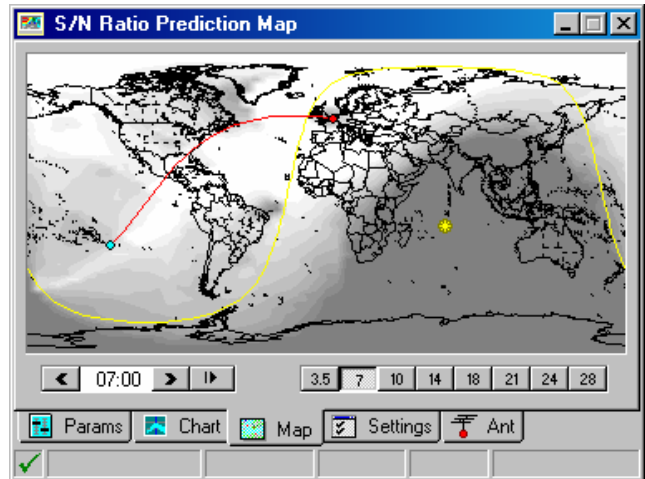 S/N Ratio Prediction Map
07:00 3.5 7 10 14 18 21 24 28
Params Chart Map Settings Ant